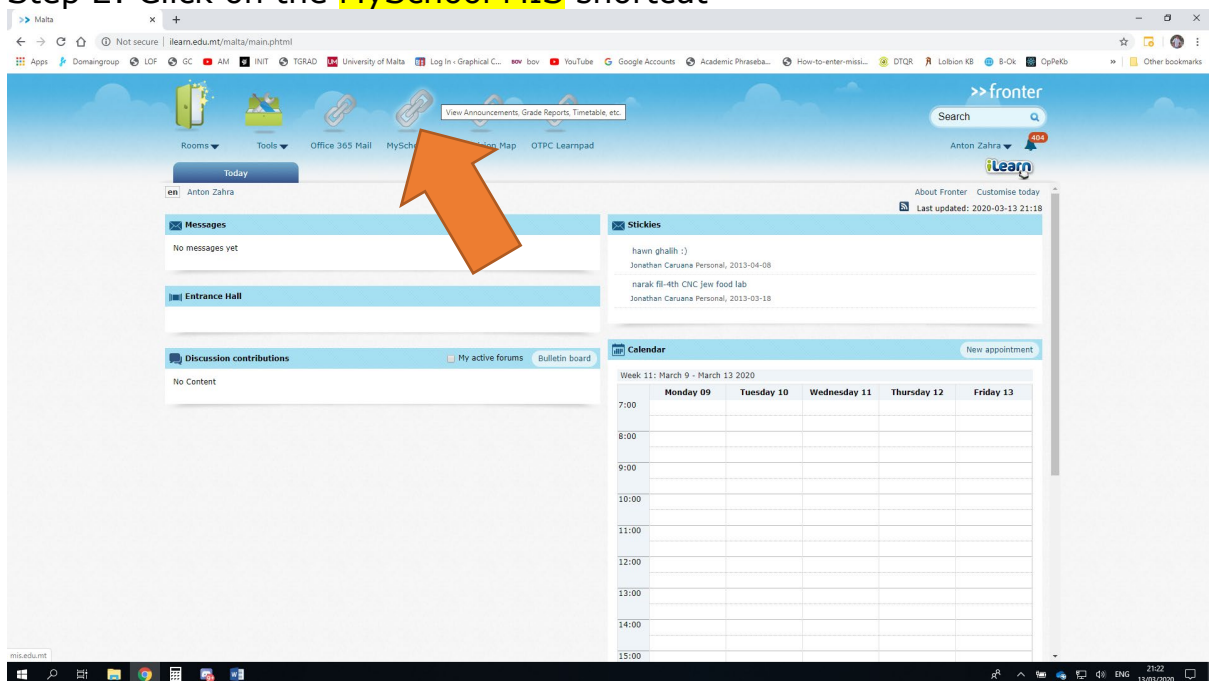 Step 2: Click on the MySchool MIS shortcut
>> Malta
Not secure | ilearn.edu.mt/malta/main.phtml
Apps Domaingroup LOF GC AM INIT TGRAD University of Malta Log In ‹ Graphical C... bov YouTube Google Accounts Academic Phraseba... How-to-enter-missi... DTQR Lolbion KB B-Ok OpPeKb » Other bookmarks
>>fronter
View Announcements, Grade Reports, Timetable, etc.
Search
404
Rooms Tools Office 365 Mail MySch Map OTPC Learnpad Anton Zahra
iLearn
Today
en Anton Zahra About Fronter Customise today
Last updated: 2020-03-13 21:18
Messages
No messages yet
Entrance Hall
Discussion contributions My active forums Bulletin board
No Content
Stickies
hawn ghalih :)
Jonathan Caruana Personal, 2013-04-08
narak fil-4th CNC jew food lab
Jonathan Caruana Personal, 2013-03-18
Calendar New appointment
Week 11: March 9 - March 13 2020
Monday 09 Tuesday 10 Wednesday 11 Thursday 12 Friday 13
7:00
8:00
9:00
10:00
11:00
12:00
13:00
14:00
15:00
mis.edu.mt
ENG 21:22
13/03/2020